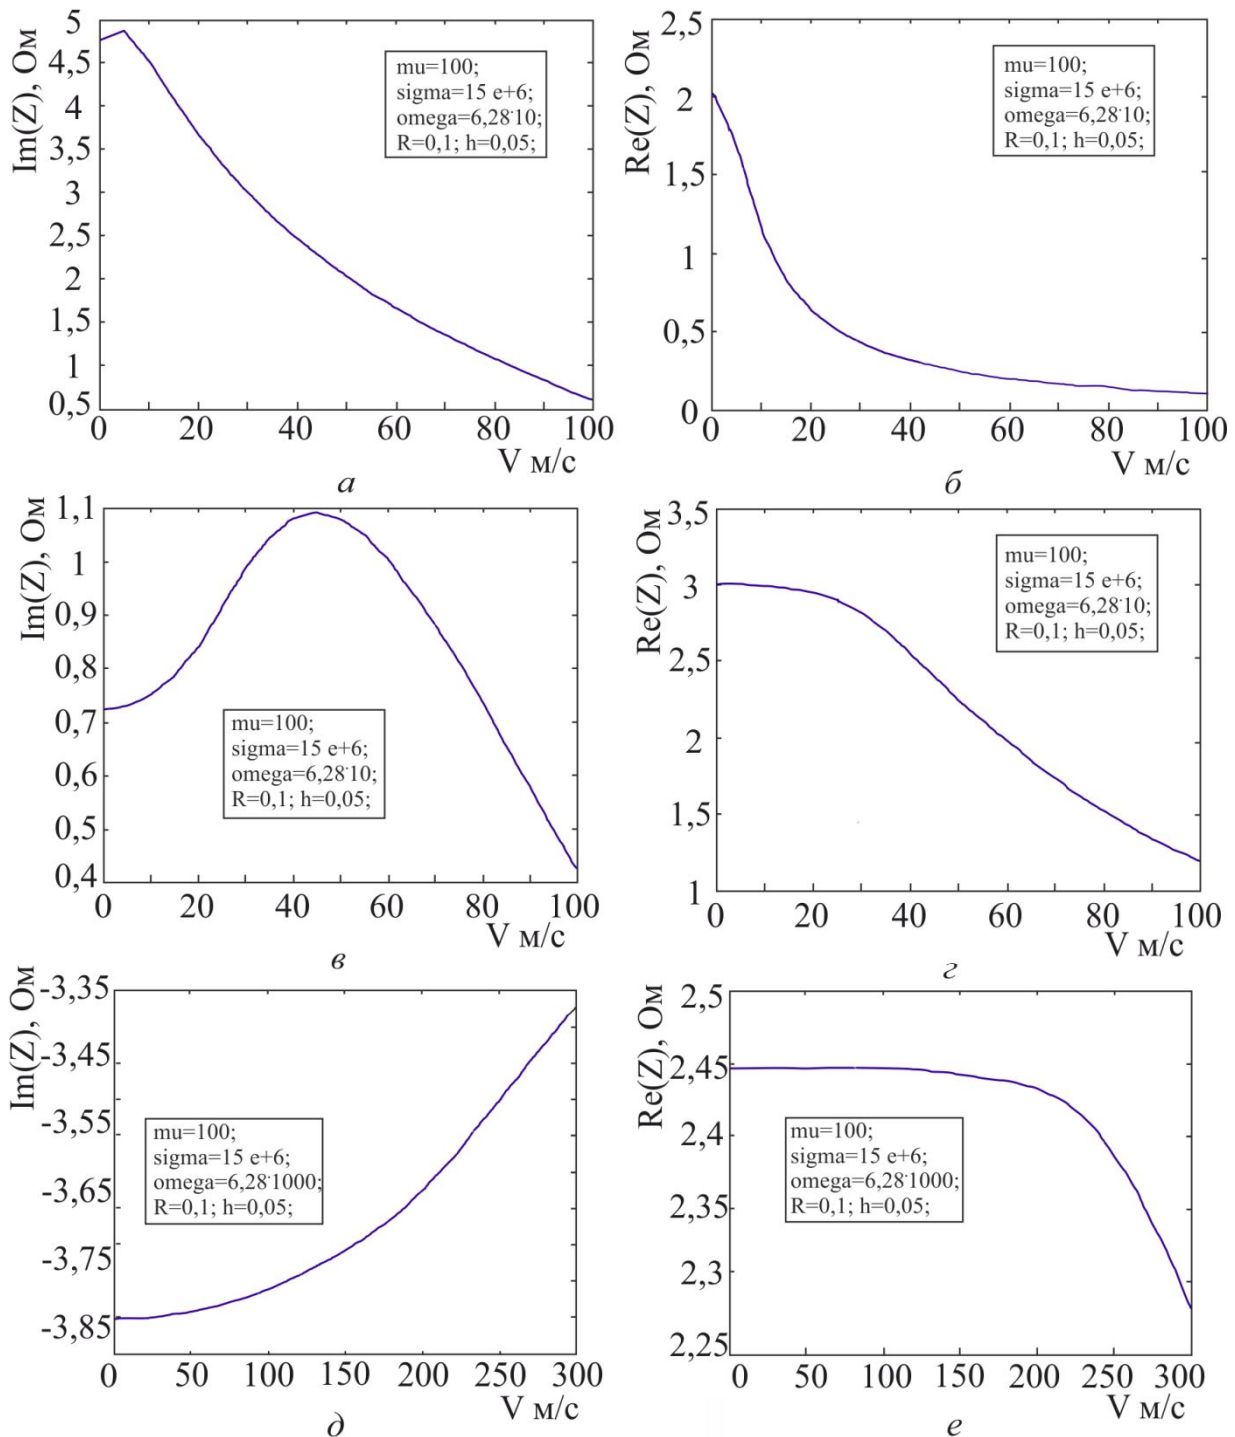 Im(Z), Ом
5
4,5
4
3,5
3
2,5
2
1,5
1
0,5
mu=100;
sigma=15 e+6;
omega=6,28·10;
R=0,1; h=0,05;
0 20 40 60 80 100
V м/с
а
Re(Z), Ом
2,5
2
1,5
1
0,5
0
mu=100;
sigma=15 e+6;
omega=6,28·10;
R=0,1; h=0,05;
0 20 40 60 80 100
V м/с
б
Im(Z), Ом
1,1
1
0,9
0,8
0,7
0,6
0,5
0,4
mu=100;
sigma=15 e+6;
omega=6,28·10;
R=0,1; h=0,05;
0 20 40 60 80 100
V м/с
в
Re(Z), Ом
3,5
3
2,5
2
1,5
1
mu=100;
sigma=15 e+6;
omega=6,28·10;
R=0,1; h=0,05;
0 20 40 60 80 100
V м/с
г
Im(Z), Ом
-3,35
-3,45
-3,55
-3,65
-3,75
-3,85
mu=100;
sigma=15 e+6;
omega=6,28·1000;
R=0,1; h=0,05;
0 50 100 150 200 250 300
V м/с
д
Re(Z), Ом
2,5
2,45
2,4
2,35
2,3
2,25
mu=100;
sigma=15 e+6;
omega=6,28·1000;
R=0,1; h=0,05;
0 50 100 150 200 250 300
V м/с
е